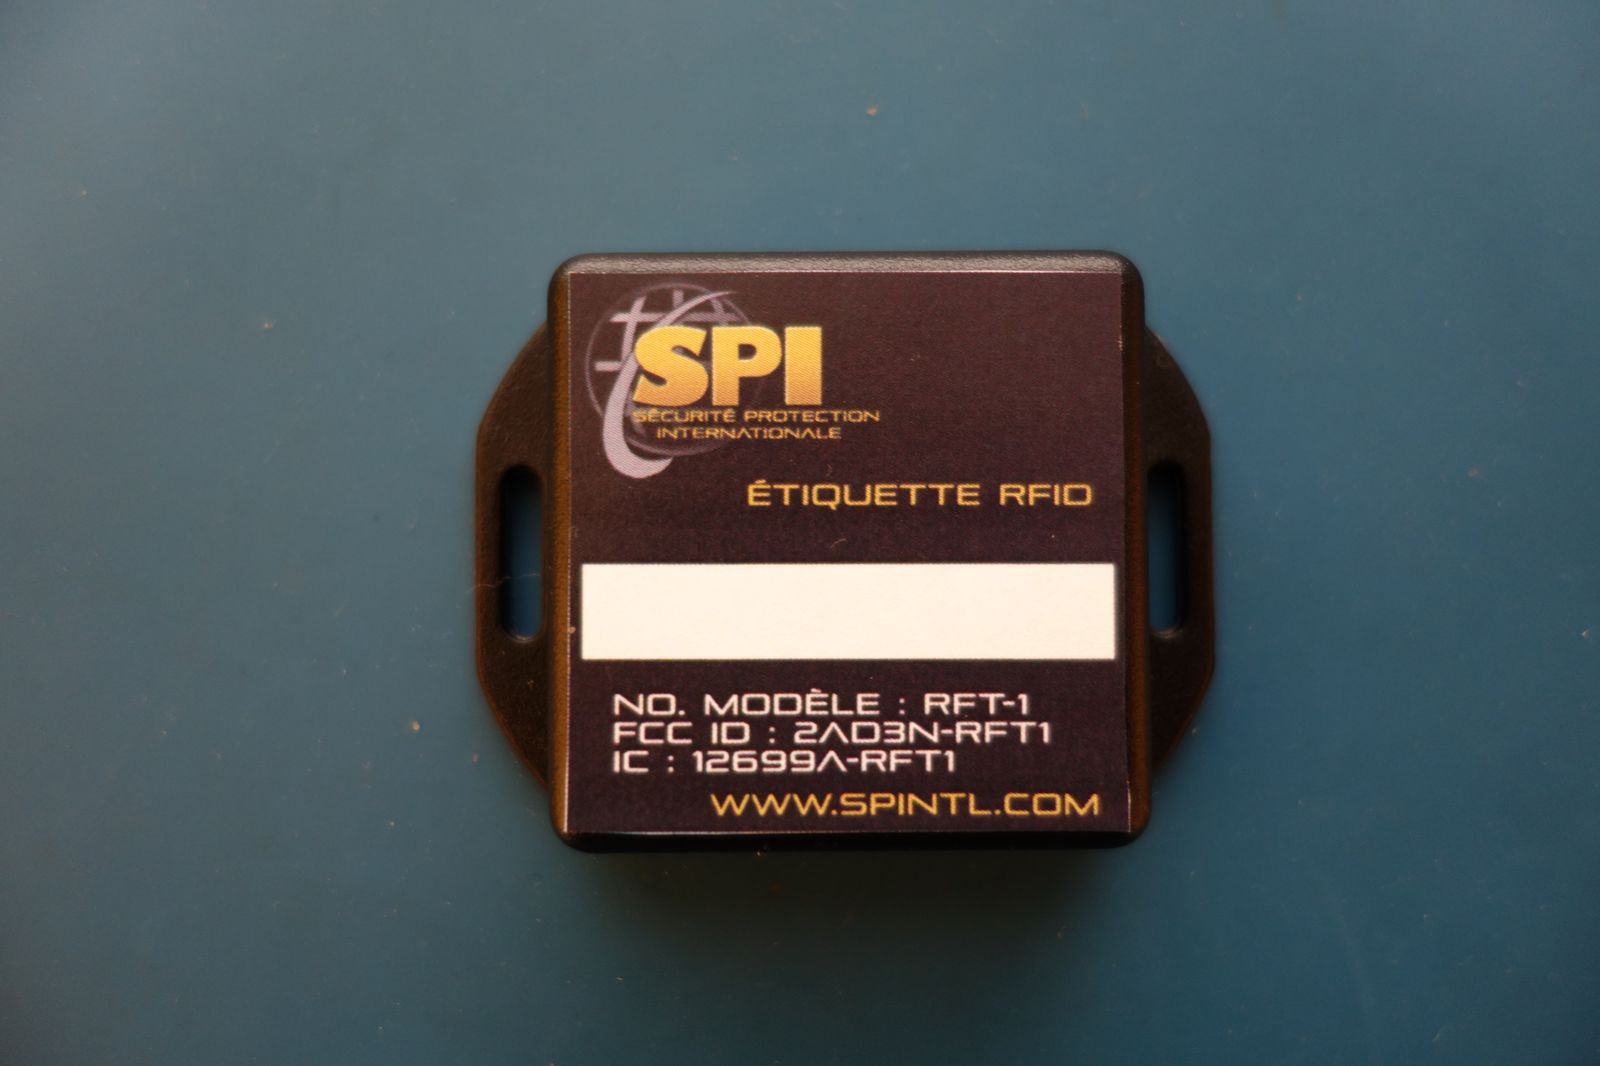 SPI
SÉCURITÉ PROTECTION
INTERNATIONALE
ÉTIQUETTE RFID
NO. MODÈLE : RFT-1
FCC ID : 2AD3N-RFT1
IC : 12699A-RFT1
WWW.SPINTL.COM